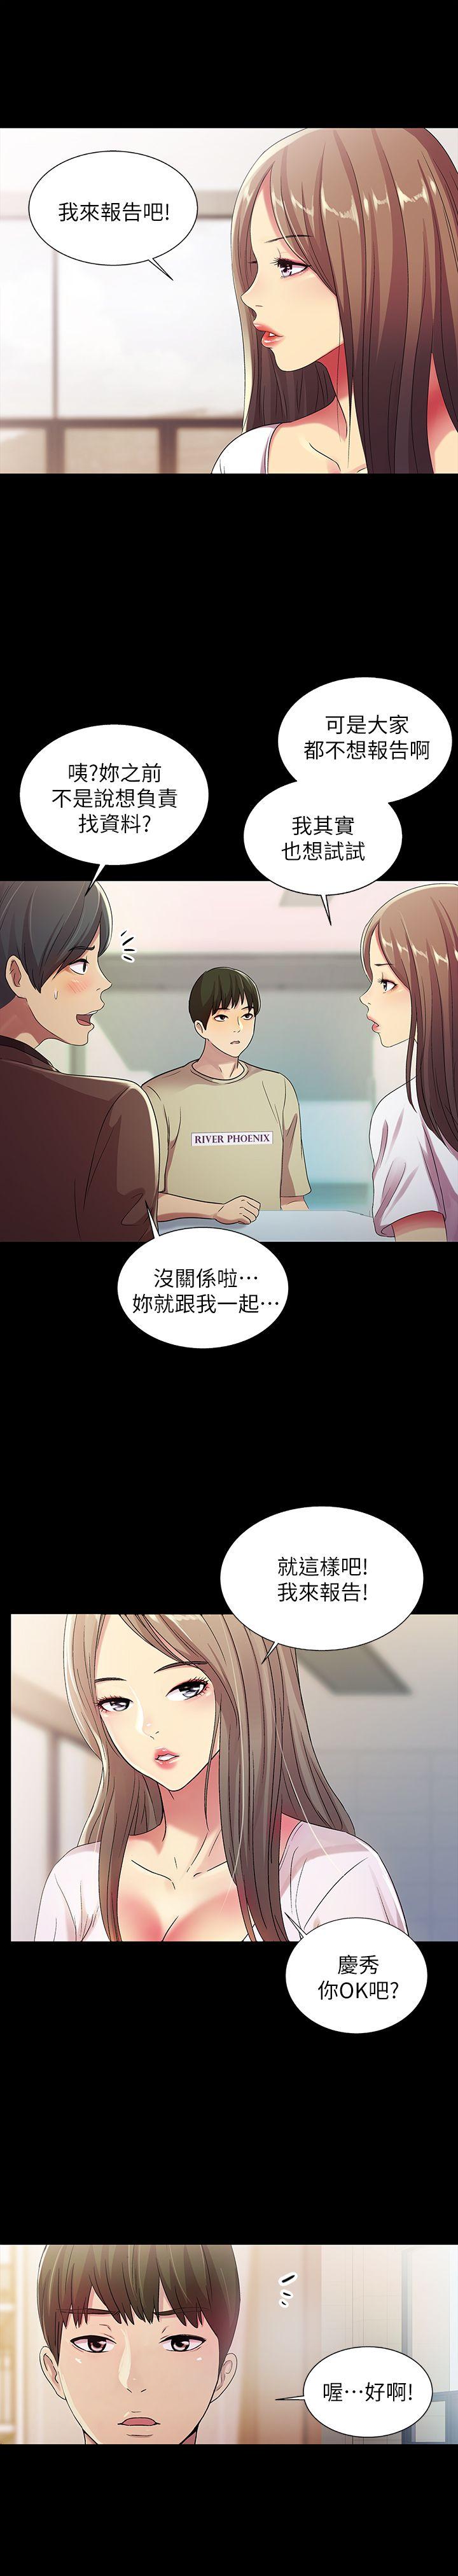 我來報告吧!
可是大家
都不想報告啊
咦?妳之前
不是說想負責
找資料?
我其實
也想試試
RIVER PHOENIX
沒關係啦…
妳就跟我一起…
就這樣吧!
我來報告!
慶秀
你OK吧?
喔…好啊!